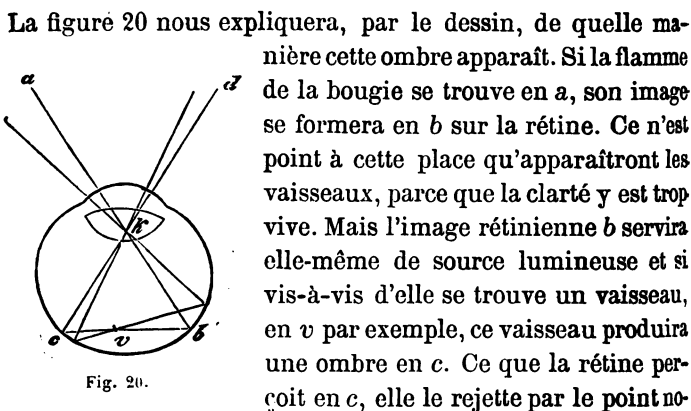 La figure 20 nous expliquera, par le dessin, de quelle ma-
nière cette ombre apparaît. Si la flamme
de la bougie se trouve en a, son image
se formera en b sur la rétine. Ce n'est
point à cette place qu'apparaîtront les
vaisseaux, parce que la clarté y est trop
vive. Mais l'image rétinienne b servira
elle-même de source lumineuse et si
vis-à-vis d'elle se trouve un vaisseau,
en v par exemple, ce vaisseau produira
une ombre en c. Ce que la rétine per-
çoit en c, elle le rejette par le point no-
a
d
k
c
v
b
Fig. 20.